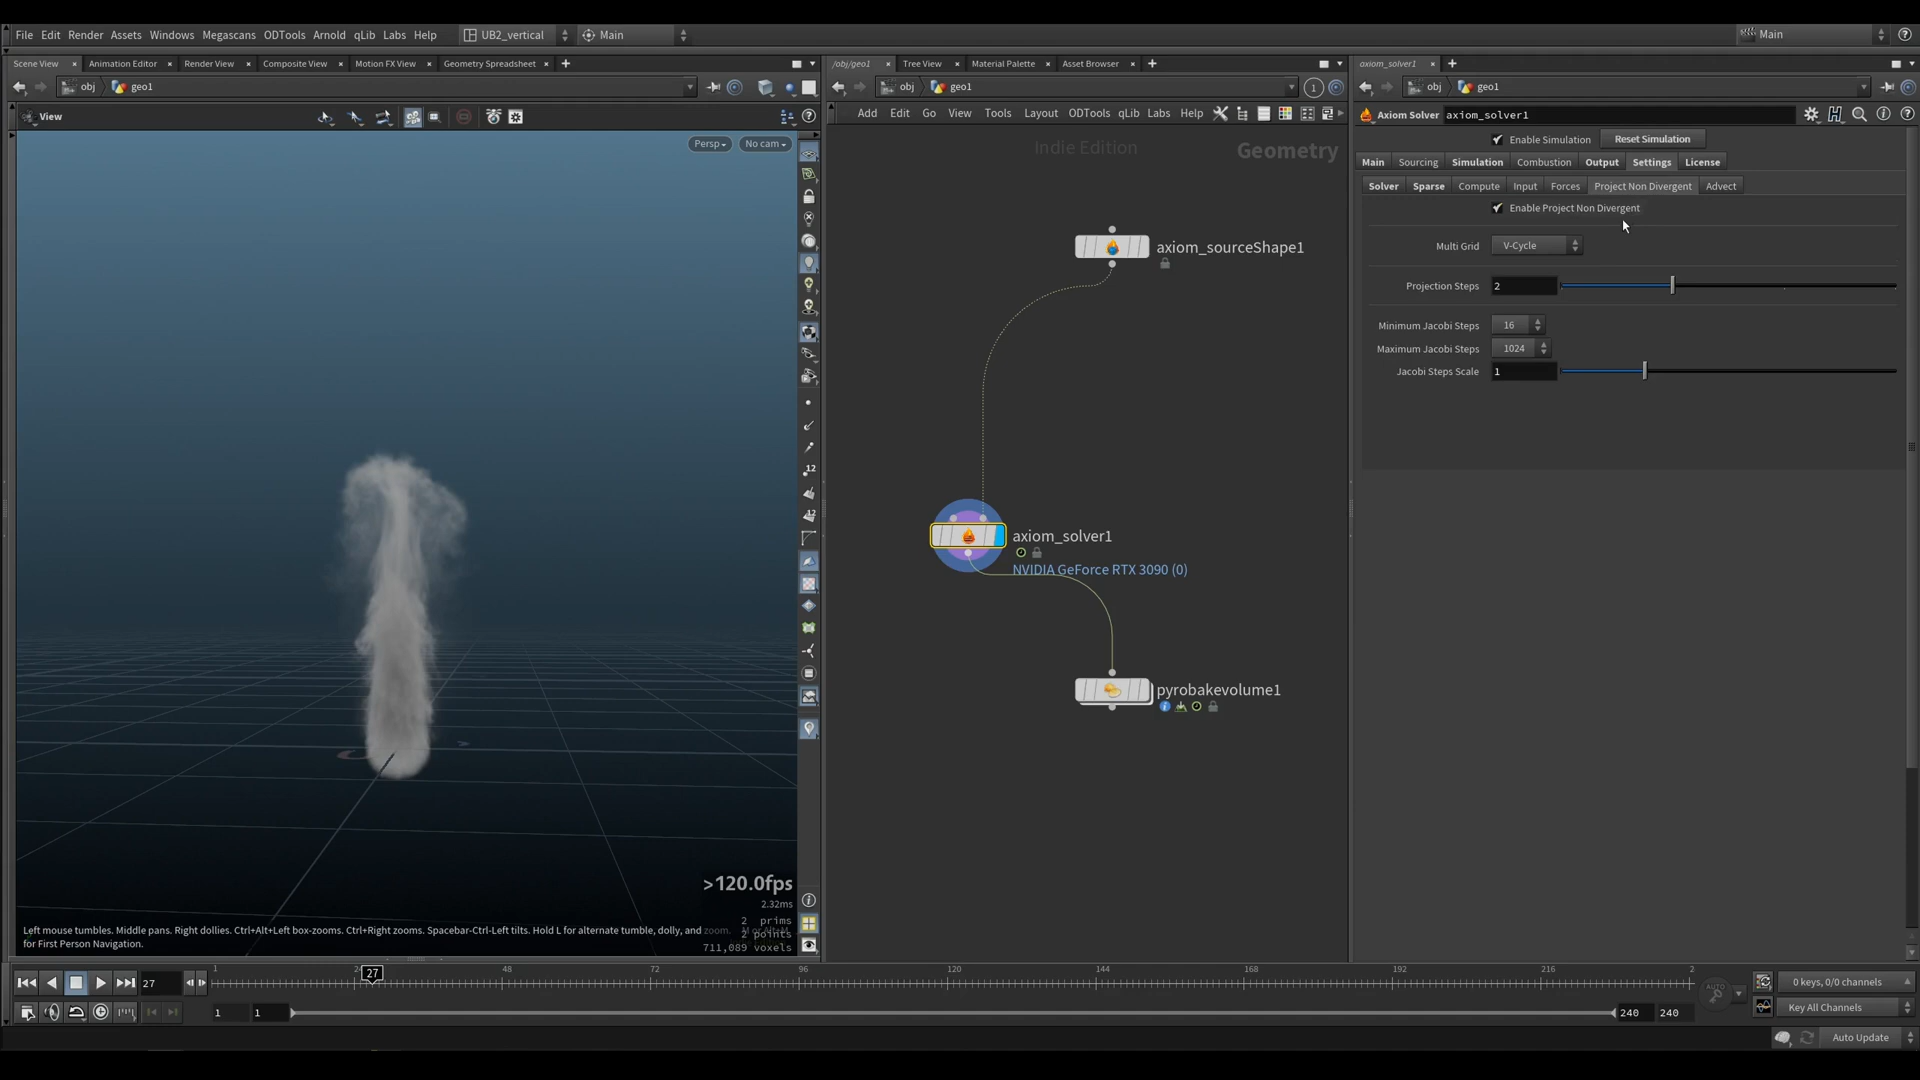 File Edit Render Assets Windows Megascans ODTools Arnold qLib Labs Help UB2_vertical Main Main
Scene View Animation Editor Render View Composite View Motion FX View Geometry Spreadsheet
obj geo1
View
Persp No cam
12
12
>120.0fps
2.32ms
2 prims
2 points
711,089 voxels
Left mouse tumbles. Middle pans. Right dollies. Ctrl+Alt+Left box-zooms. Ctrl+Right zooms. Spacebar-Ctrl-Left tilts. Hold L for alternate tumble, dolly, and zoom.
for First Person Navigation.
/obj/geo1 Tree View Material Palette Asset Browser
obj geo1 1
Add Edit Go View Tools Layout ODTools qLib Labs Help
Indie Edition Geometry
axiom_sourceShape1
axiom_solver1
NVIDIA GeForce RTX 3090 (0)
pyrobakevolume1
axiom_solver1
obj geo1
Axiom Solver axiom_solver1
Enable Simulation Reset Simulation
Main Sourcing Simulation Combustion Output Settings License
Solver Sparse Compute Input Forces Project Non Divergent Advect
Enable Project Non Divergent
Multi Grid V-Cycle
Projection Steps 2
Minimum Jacobi Steps 16
Maximum Jacobi Steps 1024
Jacobi Steps Scale 1
27 1 27 48 72 96 120 144 168 192 216 2 AUTO 0 keys, 0/0 channels
1 1 240 240 Key All Channels
Auto Update